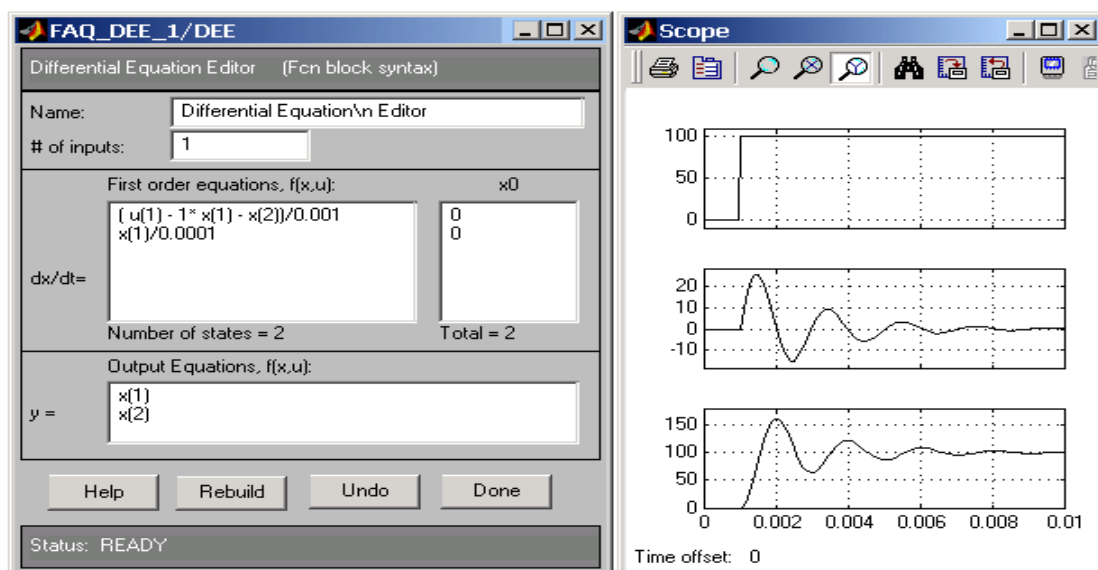 FAQ_DEE_1/DEE
Differential Equation Editor (Fcn block syntax)
Name: Differential Equation\n Editor
# of inputs: 1
First order equations, f(x,u): x0
dx/dt=
( u(1) - 1* x(1) - x(2))/0.001 0
x(1)/0.0001 0
Number of states = 2 Total = 2
Output Equations, f(x,u):
y =
x(1)
x(2)
Help Rebuild Undo Done
Status: READY
Scope
100
50
0
20
10
0
-10
150
100
50
0
0 0.002 0.004 0.006 0.008 0.01
Time offset: 0